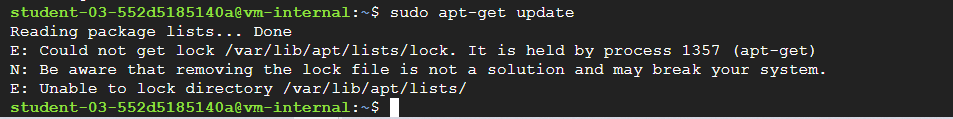 student-03-552d5185140a@vm-internal:~$ sudo apt-get update
Reading package lists... Done
E: Could not get lock /var/lib/apt/lists/lock. It is held by process 1357 (apt-get)
N: Be aware that removing the lock file is not a solution and may break your system.
E: Unable to lock directory /var/lib/apt/lists/
student-03-552d5185140a@vm-internal:~$